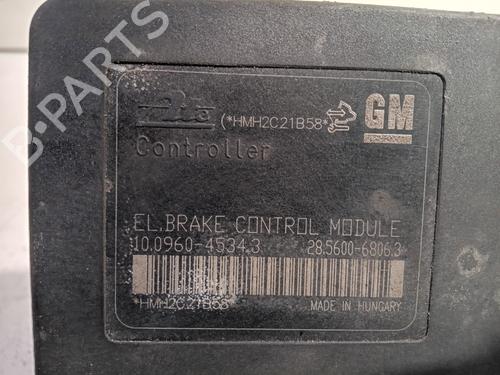 B-PARTS
Ate
(*HMH2C21B58*)
GM
Controller
EL.BRAKE CONTROL MODULE
10.0960-4534.3
28.5600-6806.3
*HMH2C21B58*
MADE IN HUNGARY